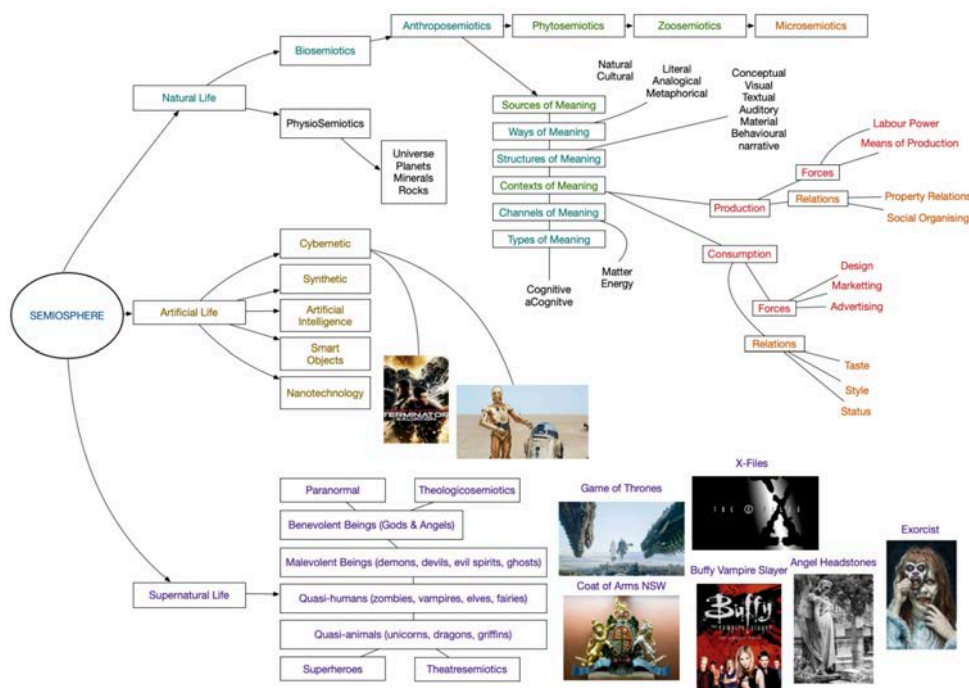 Anthroposemiotics
Phytosemiotics
Zoosemiotics
Microsemiotics
Biosemiotics
Natural Life
PhysioSemiotics
Universe
Planets
Minerals
Rocks
Natural
Cultural
Literal
Analogical
Metaphorical
Conceptual
Visual
Textual
Auditory
Material
Behavioural
narrative
Sources of Meaning
Ways of Meaning
Structures of Meaning
Contexts of Meaning
Channels of Meaning
Types of Meaning
Cognitive
aCognitve
Matter
Energy
Labour Power
Means of Production
Forces
Production
Relations
Property Relations
Social Organising
Consumption
Design
Marketting
Advertising
Forces
Relations
Taste
Style
Status
SEMIOSPHERE
Artificial Life
Cybernetic
Synthetic
Artificial
Intelligence
Smart
Objects
Nanotechnology
TERMINATOR
SALVATION
Supernatural Life
Paranormal
Theologicosemiotics
Benevolent Beings (Gods & Angels)
Malevolent Beings (demons, devils, evil spirits, ghosts)
Quasi-humans (zombies, vampires, elves, fairies)
Quasi-animals (unicorns, dragons, griffins)
Superheroes
Theatresemiotics
Game of Thrones
X-Files
THE X FILES
Exorcist
Coat of Arms NSW
Buffy Vampire Slayer
Buffy
Angel Headstones